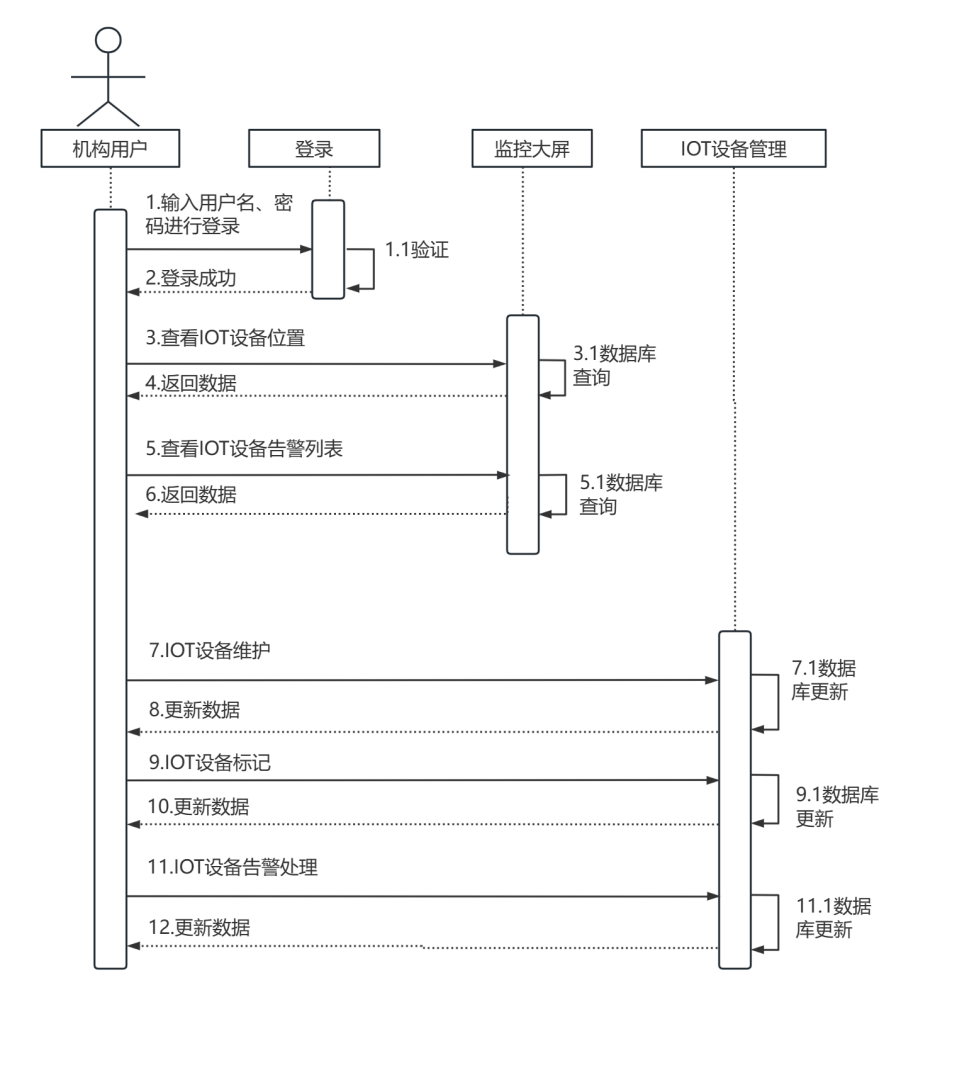 机构用户
登录
监控大屏
IOT设备管理
1.输入用户名、密
码进行登录
1.1验证
2.登录成功
3.查看IOT设备位置
3.1数据库
查询
4.返回数据
5.查看IOT设备告警列表
5.1数据库
查询
6.返回数据
7.IOT设备维护
7.1数据
库更新
8.更新数据
9.IOT设备标记
9.1数据库
更新
10.更新数据
11.IOT设备告警处理
11.1数据
库更新
12.更新数据